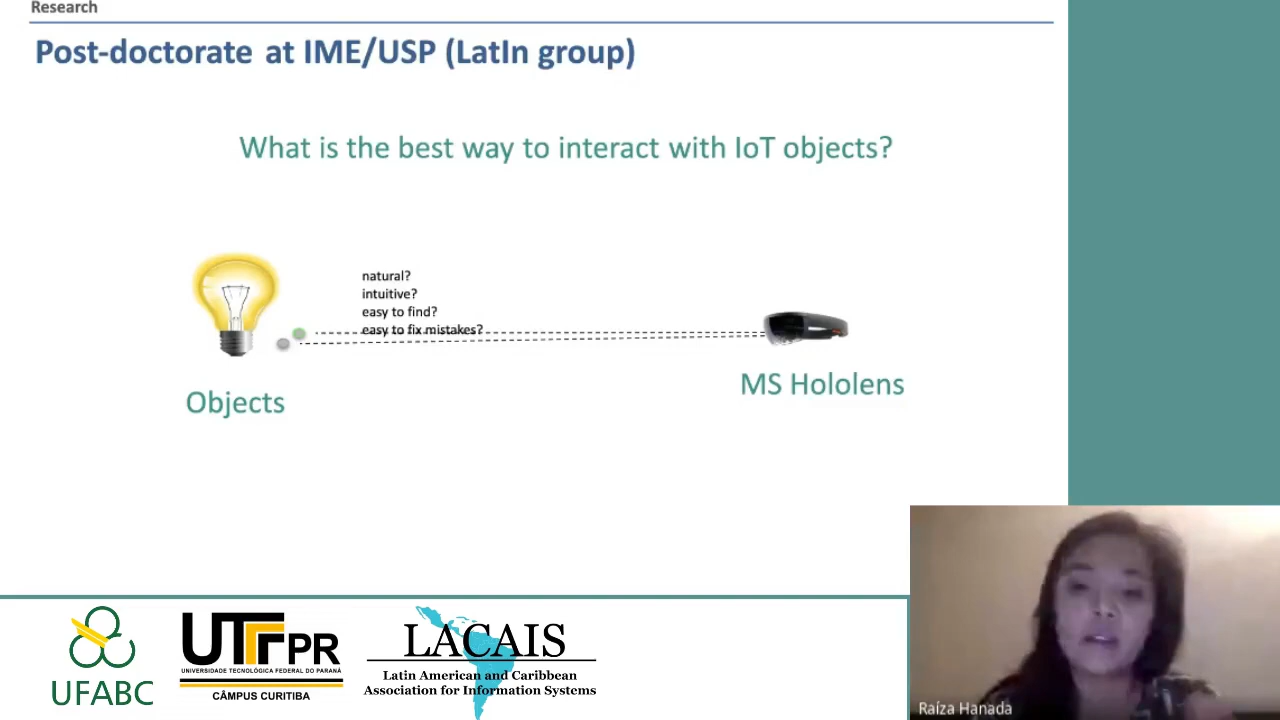 Research
Post-doctorate at IME/USP (LatIn group)
What is the best way to interact with IoT objects?
natural?
intuitive?
easy to find?
easy to fix mistakes?
Objects
MS Hololens
UFABC
UTFPR
UNIVERSIDADE TECNOLÓGICA FEDERAL DO PARANÁ
CÂMPUS CURITIBA
LACAIS
Latin American and Caribbean
Association for Information Systems
Raíza Hanada